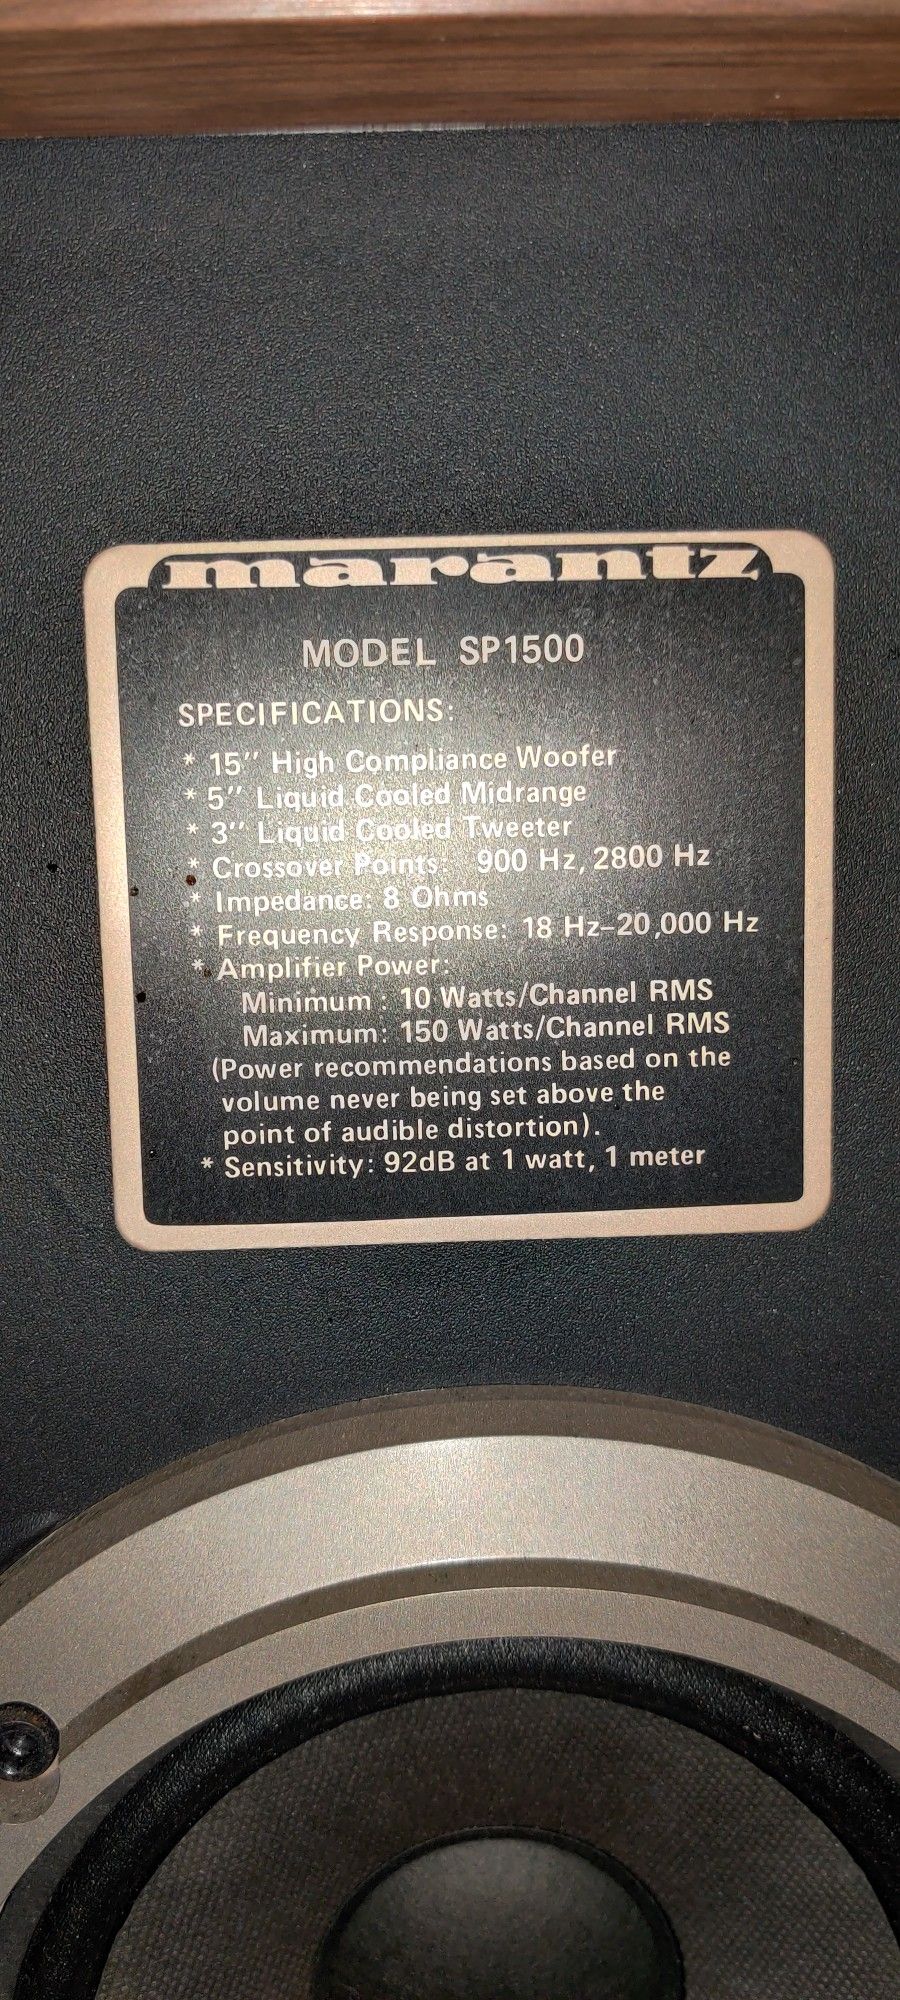 marantz
MODEL SP1500
SPECIFICATIONS:
* 15" High Compliance Woofer
* 5" Liquid Cooled Midrange
* 3" Liquid Cooled Tweeter
* Crossover Points: 900 Hz, 2800 Hz
* Impedance: 8 Ohms
* Frequency Response: 18 Hz–20,000 Hz
* Amplifier Power:
Minimum : 10 Watts/Channel RMS
Maximum: 150 Watts/Channel RMS
(Power recommendations based on the
volume never being set above the
point of audible distortion).
* Sensitivity: 92dB at 1 watt, 1 meter